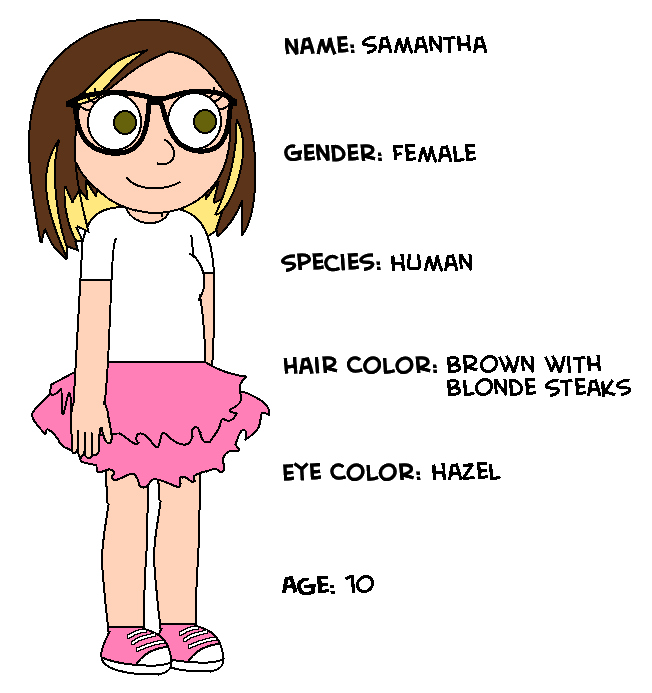 NAME: SAMANTHA
GENDER: FEMALE
SPECIES: HUMAN
HAIR COLOR: BROWN WITH
BLONDE STEAKS
EYE COLOR: HAZEL
AGE: 10